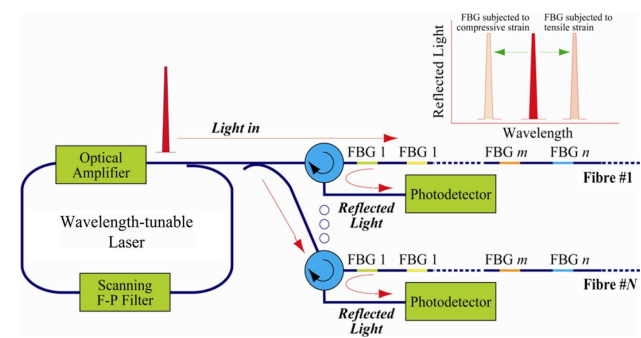 FBG subjected to
compressive strain
FBG subjected to
tensile strain
Reflected Light
Wavelength
Light in
Optical
Amplifier
FBG 1
FBG 1
FBG m
FBG n
Fibre #1
Photodetector
Reflected
Light
Wavelength-tunable
Laser
Scanning
F-P Filter
FBG 1
FBG 1
FBG m
FBG n
Fibre #N
Photodetector
Reflected
Light